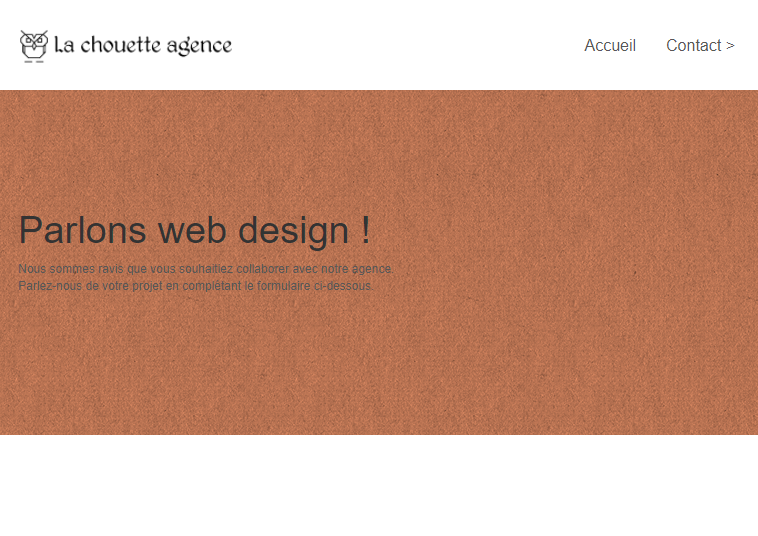 La chouette agence
Accueil
Contact >
Parlons web design !
Nous sommes ravis que vous souhaitiez collaborer avec notre agence.
Parlez-nous de votre projet en complétant le formulaire ci-dessous.